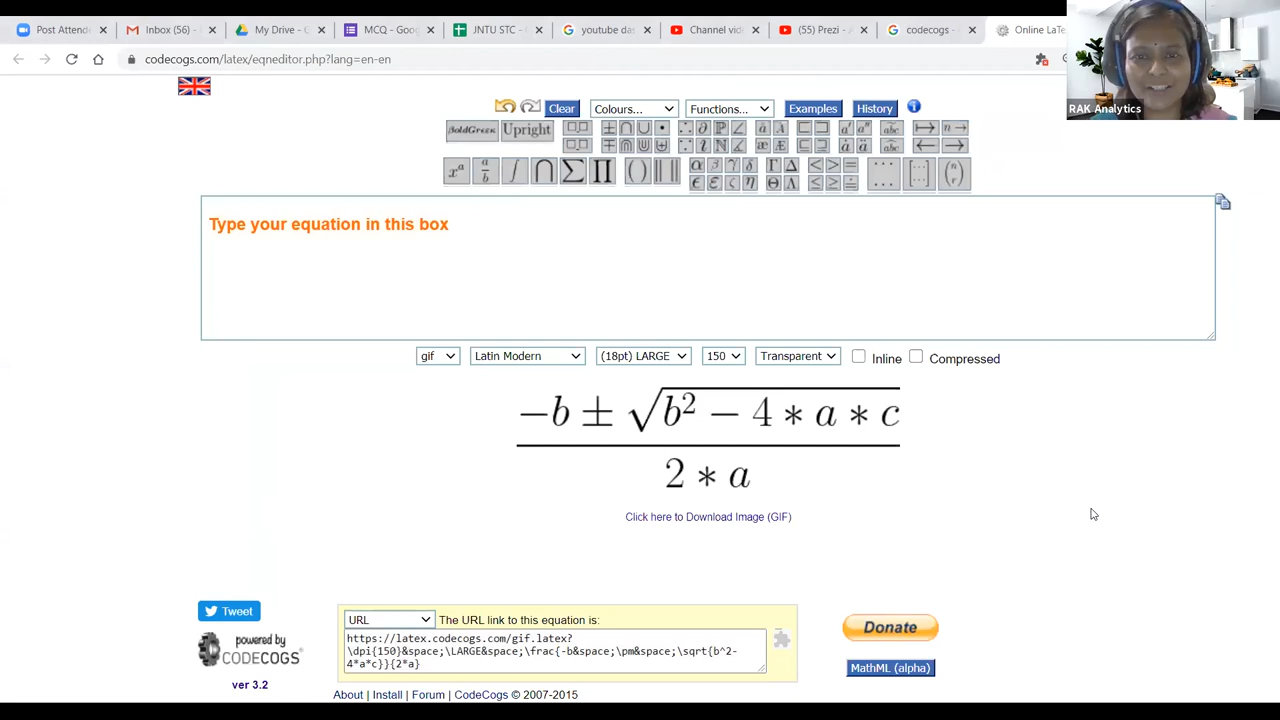 Post Attend
Inbox (56) -
My Drive -
MCQ - Goo
JNTU STC -
youtube das
Channel vide
(55) Prezi - A
codecogs -
Online LaTe
codecogs.com/latex/eqneditor.php?lang=en-en
RAK Analytics
Clear
Colours...
Functions...
Examples
History
BoldGreek
Upright
Type your equation in this box
gif
Latin Modern
(18pt) LARGE
150
Transparent
Inline
Compressed
−b ± √b² − 4 * a * c
2 * a
Click here to Download Image (GIF)
Tweet
URL
The URL link to this equation is:
https://latex.codecogs.com/gif.latex?
\dpi{150}&space;\LARGE&space;\frac{-b&space;\pm&space;\sqrt{b^2-
4*a*c}}{2*a}
Donate
powered by
CODECOGS
MathML (alpha)
ver 3.2
About | Install | Forum | CodeCogs © 2007-2015